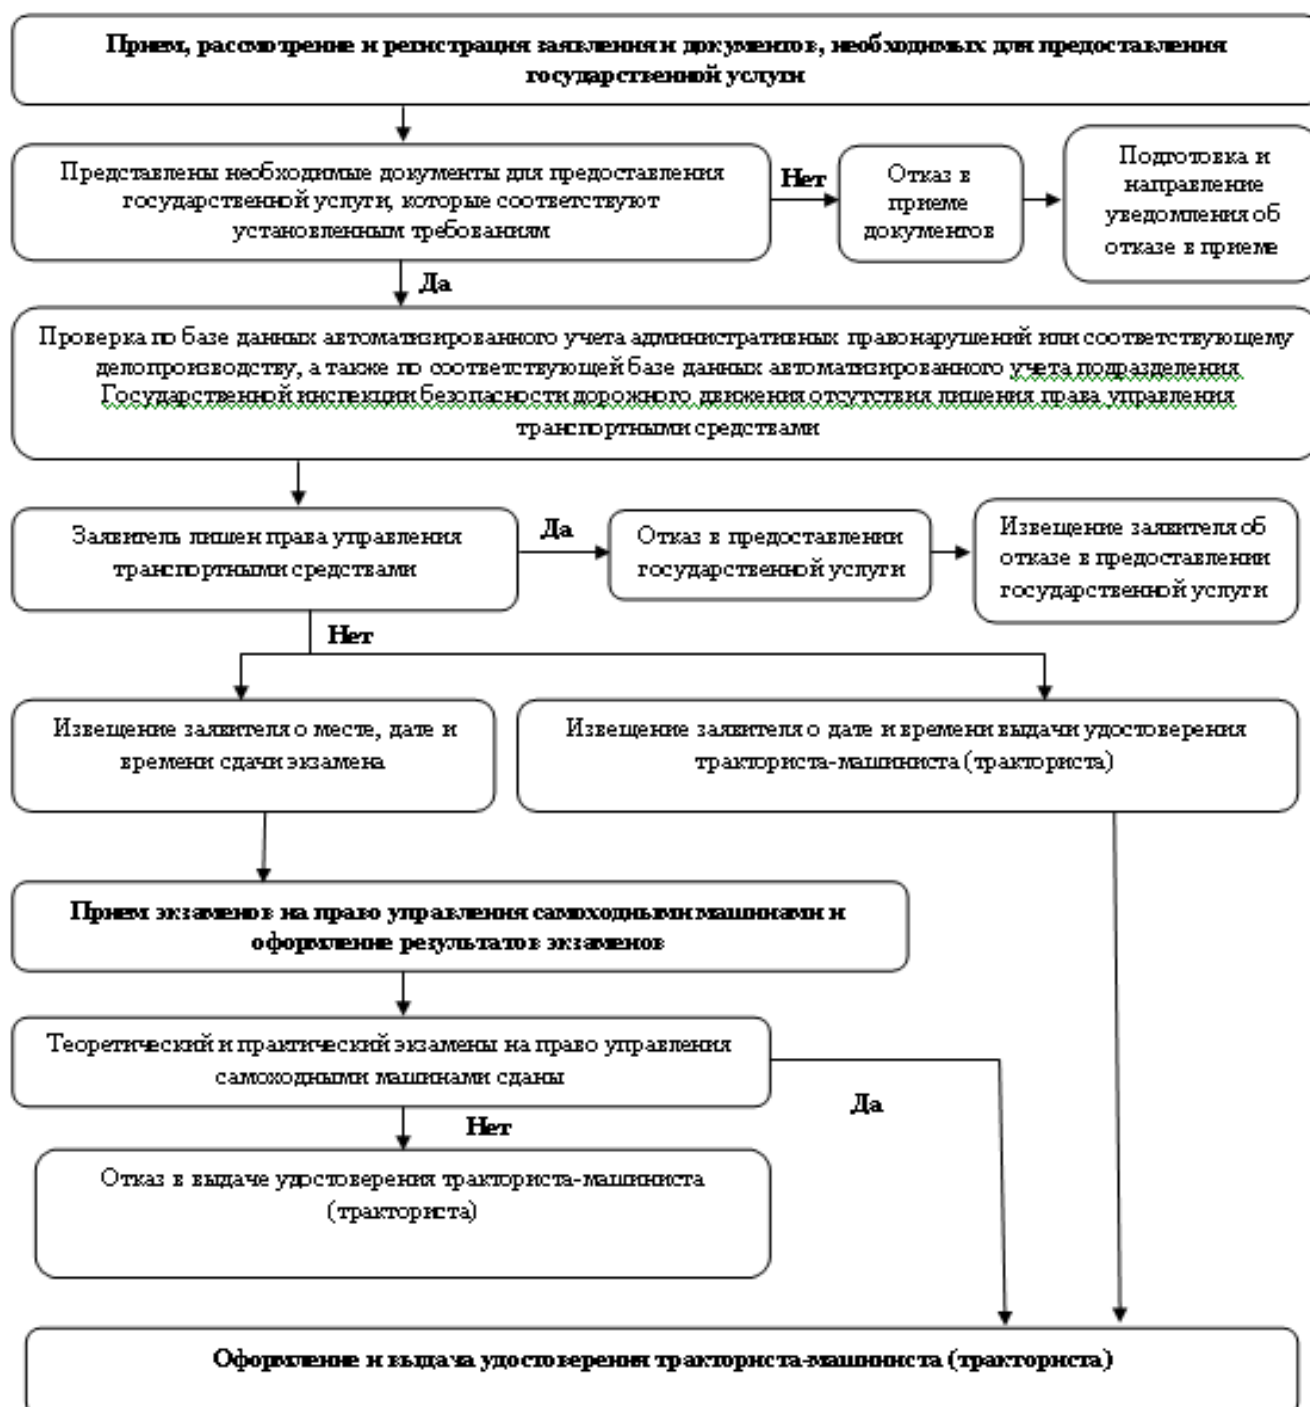 Прием, рассмотрение и регистрация заявления и документов, необходимых для предоставления
государственной услуги
Представлены необходимые документы для предоставления
государственной услуги, которые соответствуют
установленным требованиям
Нет
Отказ в
приеме
документов
Подготовка и
направление
уведомления об
отказе в приеме
Да
Проверка по базе данных автоматизированного учета административных правонарушений или соответствующему
делопроизводству, а также по соответствующей базе данных автоматизированного учета подразделения
Государственной инспекции безопасности дорожного движения отсутствия лишения права управления
транспортными средствами
Заявитель лишен права управления
транспортными средствами
Да
Отказ в предоставлении
государственной услуги
Извещение заявителя об
отказе в предоставлении
государственной услуги
Нет
Извещение заявителя о месте, дате и
времени сдачи экзамена
Извещение заявителя о дате и времени выдачи удостоверения
тракториста-машиниста (тракториста)
Прием экзаменов на право управления самоходными машинами и
оформление результатов экзаменов
Теоретический и практический экзамены на право управления
самоходными машинами сданы
Да
Нет
Отказ в выдаче удостоверения тракториста-машиниста
(тракториста)
Оформление и выдача удостоверения тракториста-машиниста (тракториста)